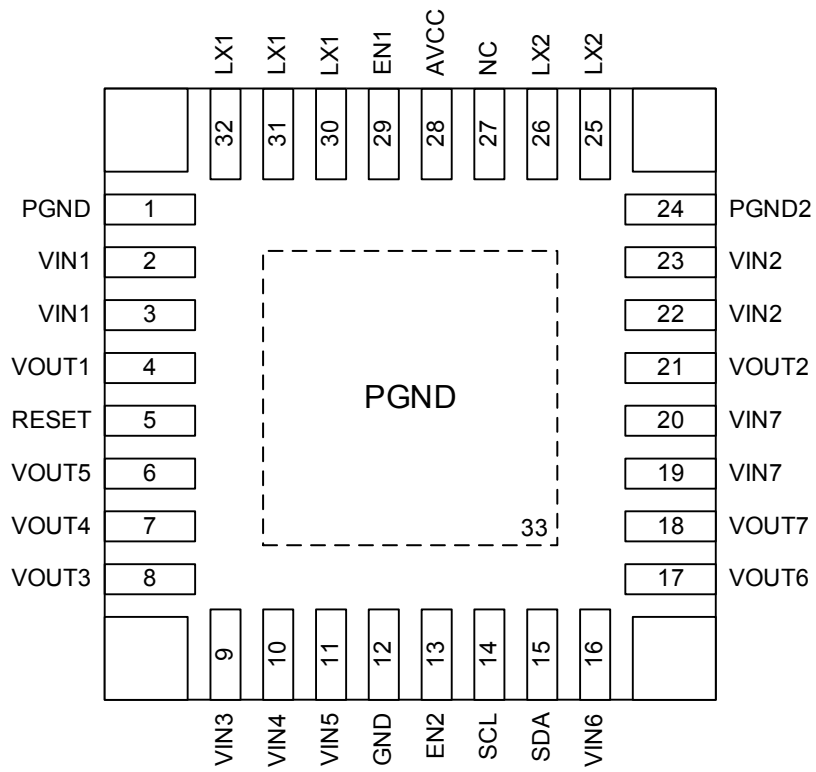 LX1 LX1 LX1 EN1 AVCC NC LX2 LX2
32 31 30 29 28 27 26 25
PGND 1 24 PGND2
VIN1 2 23 VIN2
VIN1 3 22 VIN2
VOUT1 4 21 VOUT2
PGND
RESET 5 20 VIN7
VOUT5 6 19 VIN7
VOUT4 7 33 18 VOUT7
VOUT3 8 17 VOUT6
9 10 11 12 13 14 15 16
VIN3 VIN4 VIN5 GND EN2 SCL SDA VIN6